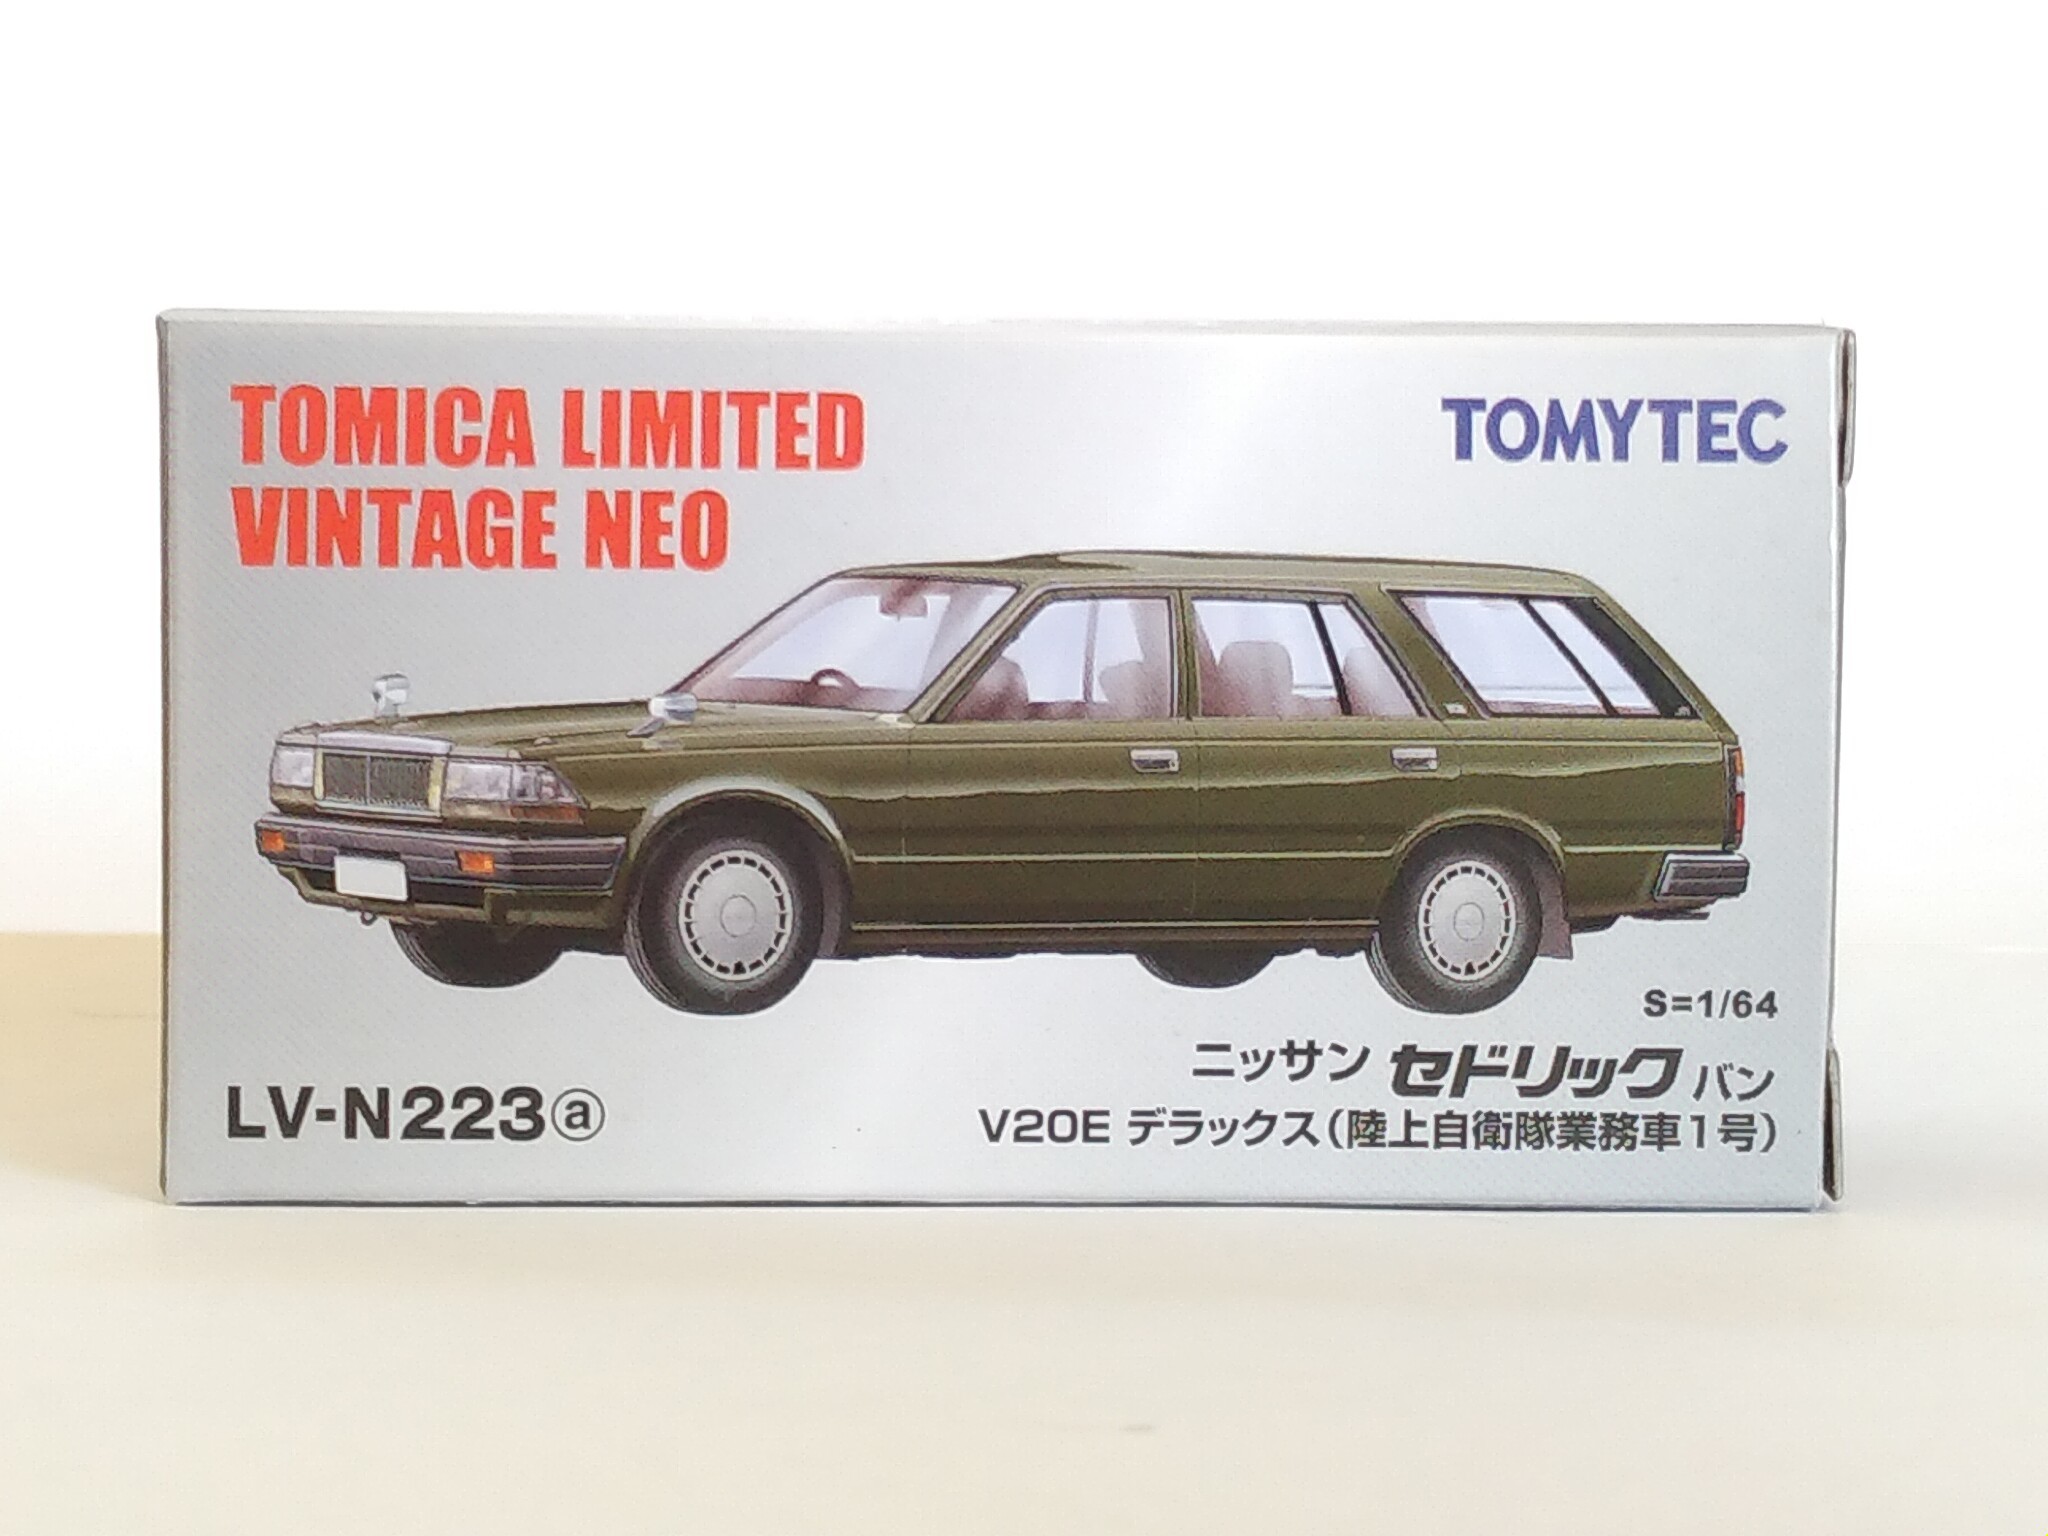 TOMICA LIMITED
VINTAGE NEO
TOMYTEC
S=1/64
ニッサン セドリック バン
V20E デラックス(陸上自衛隊業務車1号)
LV-N223ⓐ